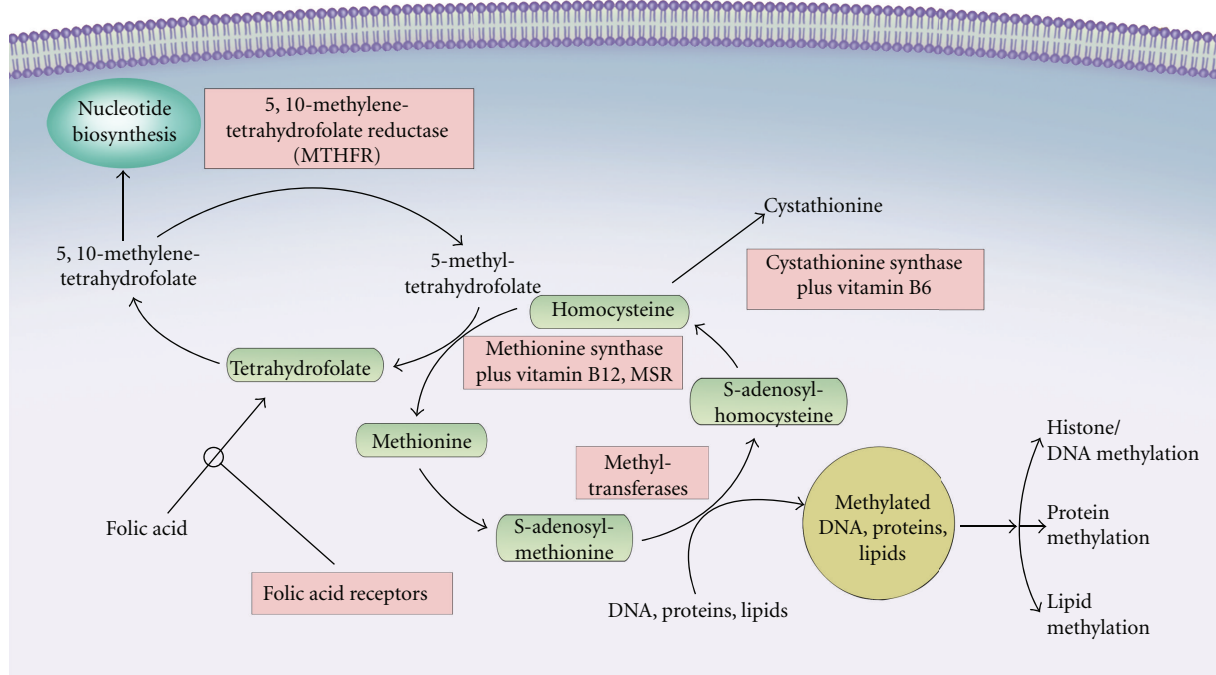 Nucleotide
biosynthesis
5, 10-methylene-
tetrahydrofolate reductase
(MTHFR)
Cystathionine
5, 10-methylene-
tetrahydrofolate
5-methyl-
tetrahydrofolate
Cystathionine synthase
plus vitamin B6
Homocysteine
Methionine synthase
plus vitamin B12, MSR
Tetrahydrofolate
S-adenosyl-
homocysteine
Methionine
Histone/
DNA methylation
Methyl-
transferases
Folic acid
S-adenosyl-
methionine
Methylated
DNA, proteins,
lipids
Protein
methylation
Folic acid receptors
DNA, proteins, lipids
Lipid
methylation